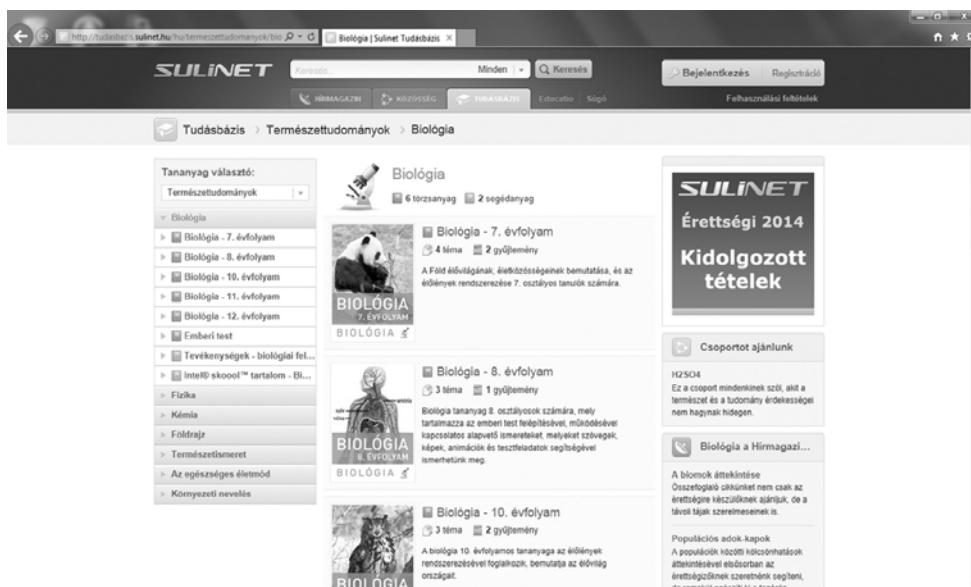 http://tudasbazis.sulinet.hu/hu/termeszettudomanyok/bio
Biológia | Sulinet Tudásbázis
SULINET
Keresés...
Minden
Keresés
Bejelentkezés
Regisztráció
HÍRMAGAZIN
KÖZÖSSÉG
TUDÁSBÁZIS
Educatio
Súgó
Felhasználási feltételek
Tudásbázis > Természettudományok > Biológia
Tananyag választó:
Természettudományok
Biológia
Biológia - 7. évfolyam
Biológia - 8. évfolyam
Biológia - 10. évfolyam
Biológia - 11. évfolyam
Biológia - 12. évfolyam
Emberi test
Tevékenységek - biológiai fel...
Intel® skoool™ tartalom - Bi...
Fizika
Kémia
Földrajz
Természetismeret
Az egészséges életmód
Környezeti nevelés
Biológia
6 törzsanyag 2 segédanyag
BIOLÓGIA
7. ÉVFOLYAM
BIOLÓGIA
Biológia - 7. évfolyam
4 téma 2 gyűjtemény
A Föld élővilágának, életközösségeinek bemutatása, és az
élőlények rendszerezése 7. osztályos tanulók számára.
BIOLÓGIA
8. ÉVFOLYAM
BIOLÓGIA
Biológia - 8. évfolyam
3 téma 1 gyűjtemény
Biológia tananyag 8. osztályosok számára, mely
tartalmazza az emberi test felépítésével, működésével
kapcsolatos alapvető ismereteket, melyeket szövegek,
képek, animációk és tesztfeladatok segítségével
ismerhetünk meg.
BIOLÓGIA
Biológia - 10. évfolyam
3 téma 2 gyűjtemény
A biológia 10. évfolyamos tananyaga az élőlények
rendszerezésével foglalkozik, bemutatja az élővilág
országait.
SULINET
Érettségi 2014
Kidolgozott
tételek
Csoportot ajánlunk
H2SO4
Ez a csoport mindenkinek szól, akit a
természet és a tudomány érdekességei
nem hagynak hidegen.
Biológia a Hírmagazi...
A biomok áttekintése
Összefoglaló cikkünket nem csak az
érettségire készülőknek ajánljuk, de a
távoli tájak szerelmeseinek is.
Populációs adok-kapok
A populációk közötti kölcsönhatások
áttekintésével elsősorban az
érettségizőknek szeretnénk segíteni,